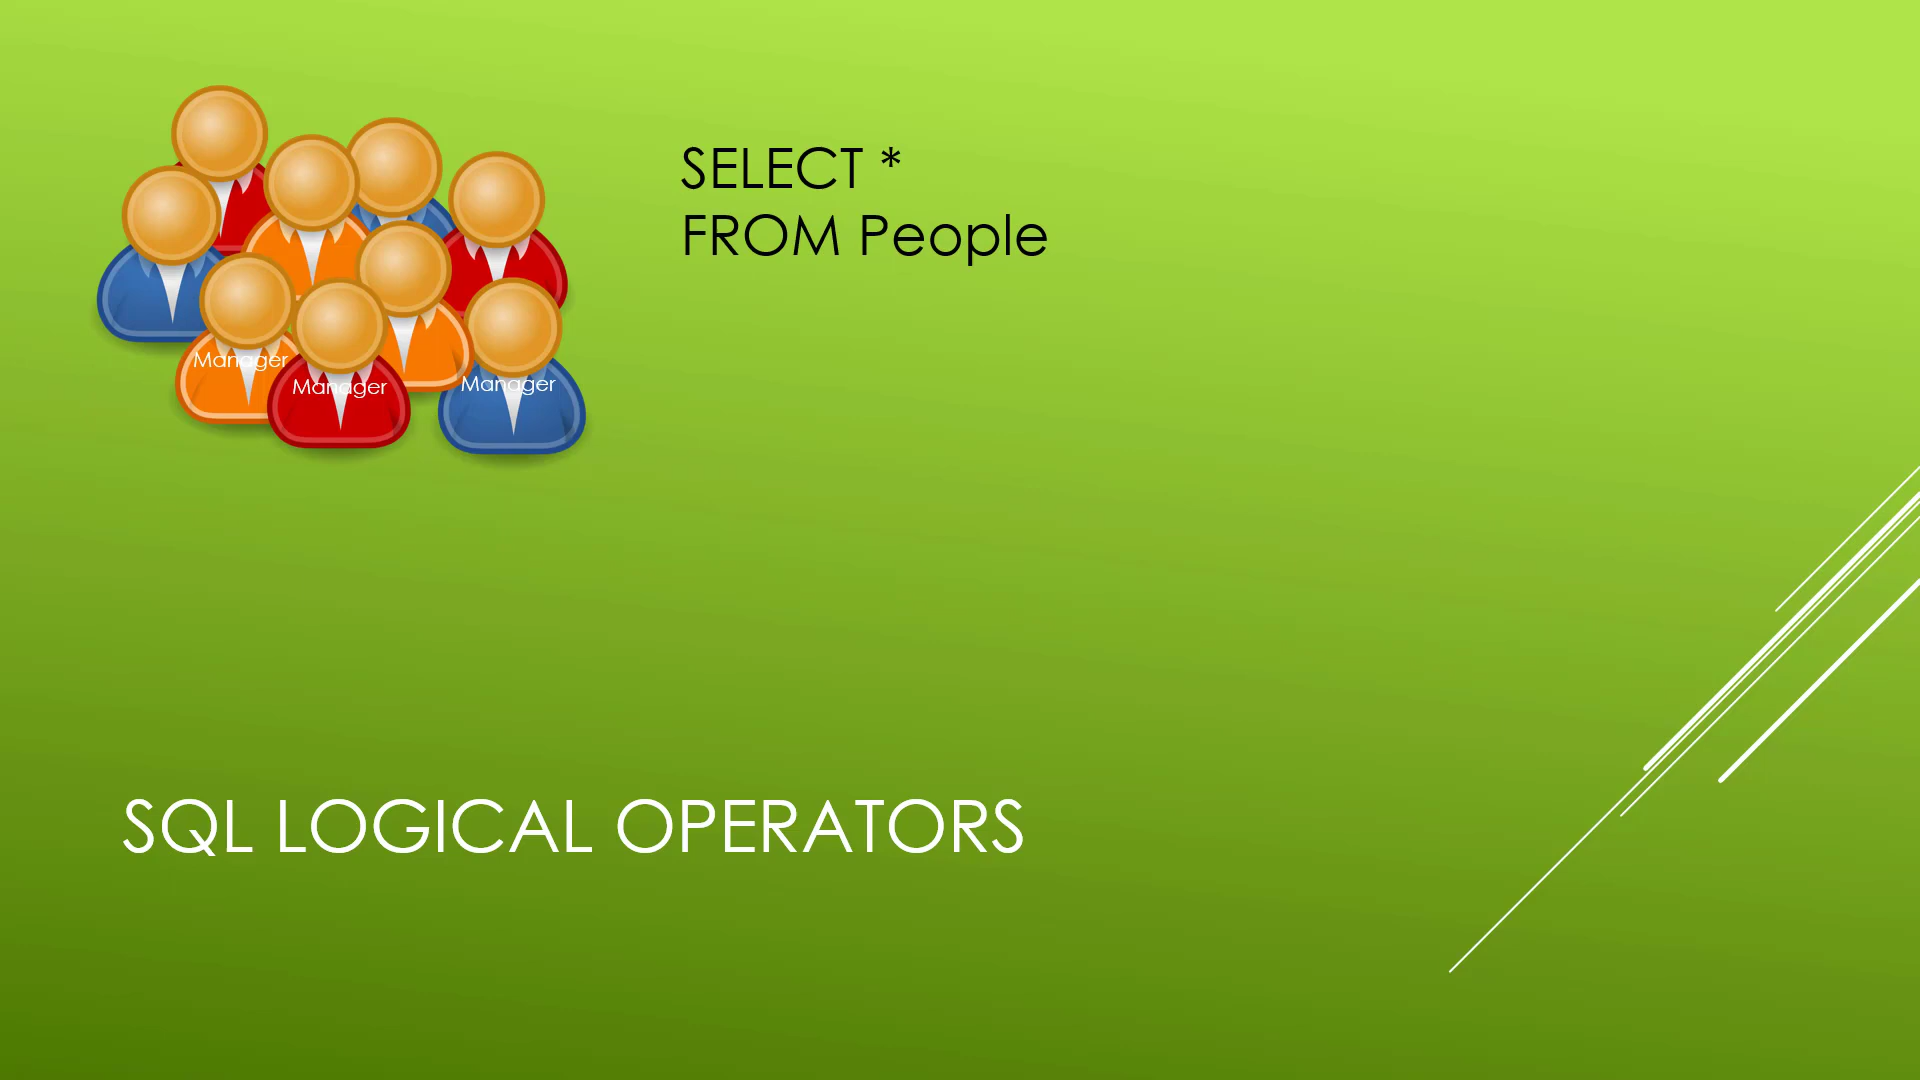 SELECT *
FROM People
Manager
Manager
Manager
SQL LOGICAL OPERATORS